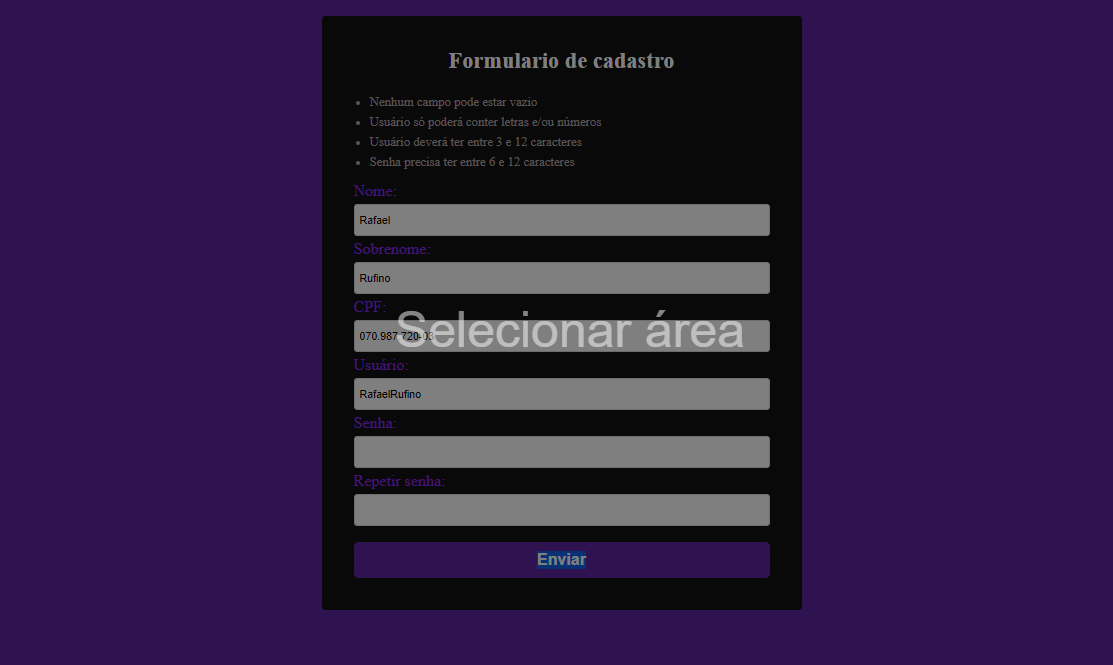 Formulario de cadastro
Nenhum campo pode estar vazio
Usuário só poderá conter letras e/ou números
Usuário deverá ter entre 3 e 12 caracteres
Senha precisa ter entre 6 e 12 caracteres
Nome:
Rafael
Sobrenome:
Rufino
CPF:
Selecionar área
070.987.720-03
Usuário:
RafaelRufino
Senha:
Repetir senha:
Enviar